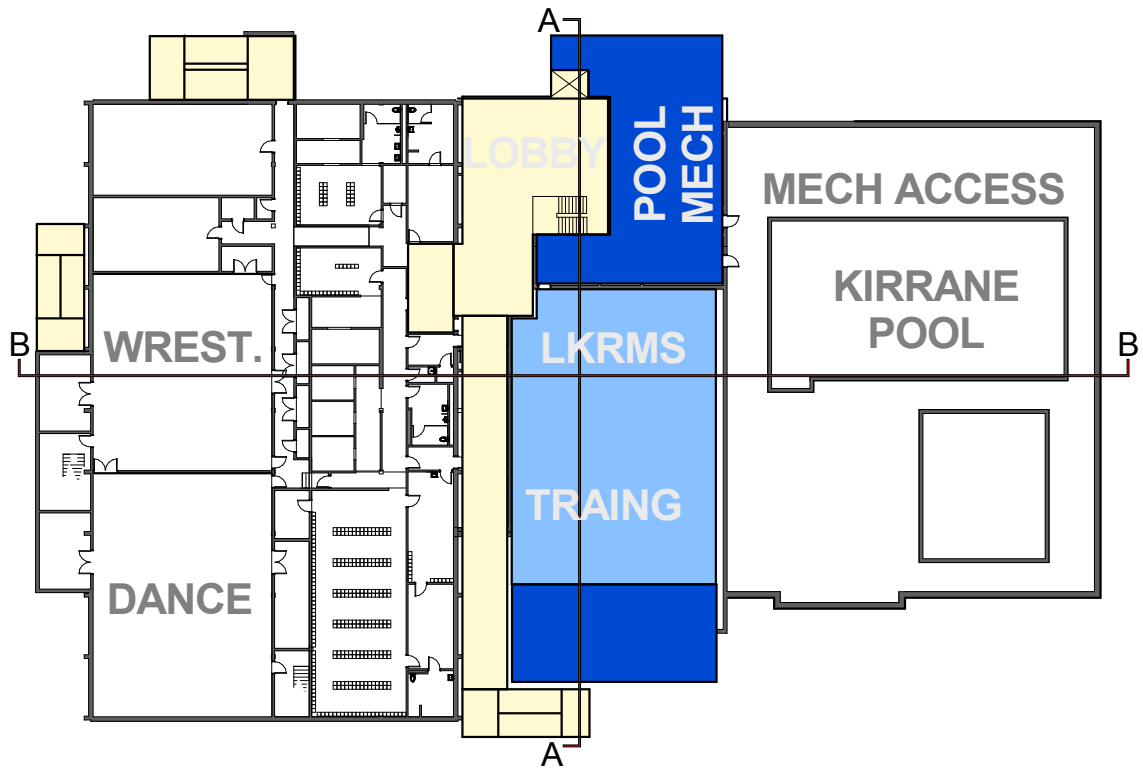 A
LOBBY
POOL
MECH
MECH ACCESS
KIRRANE
POOL
B
WREST.
LKRMS
B
TRAING
DANCE
A